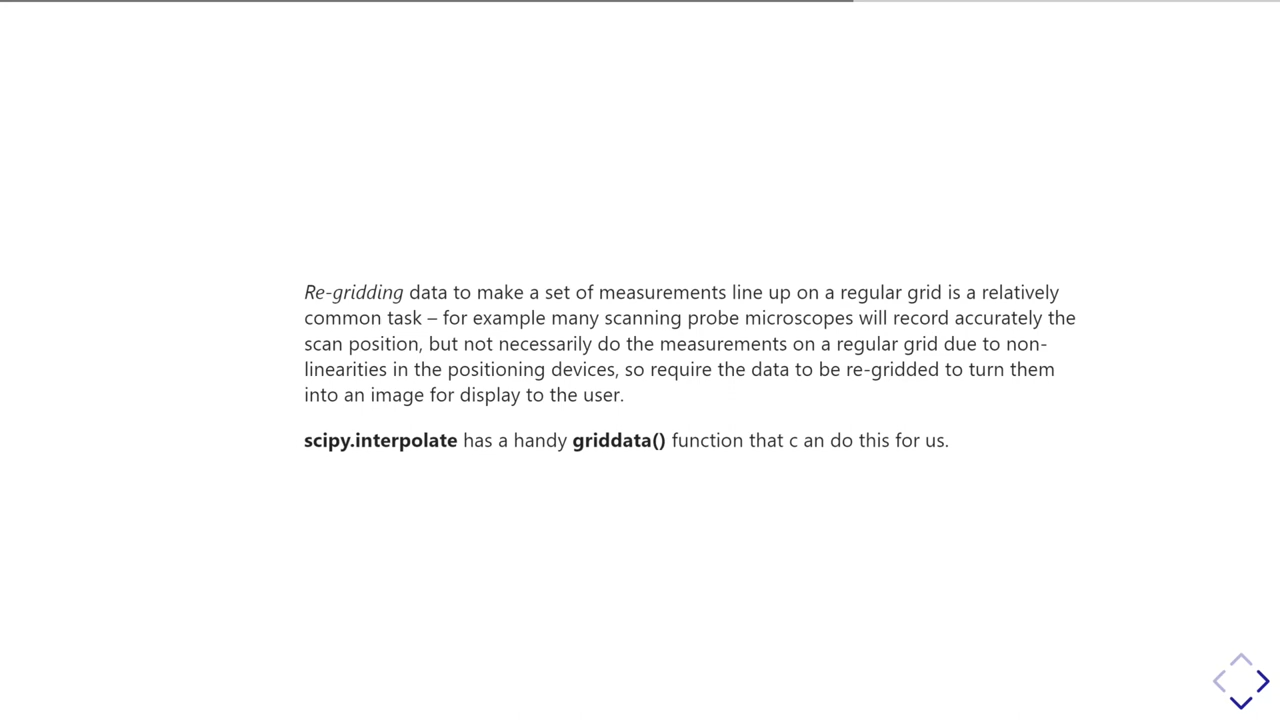 Re-gridding data to make a set of measurements line up on a regular grid is a relatively
common task – for example many scanning probe microscopes will record accurately the
scan position, but not necessarily do the measurements on a regular grid due to non-
linearities in the positioning devices, so require the data to be re-gridded to turn them
into an image for display to the user.
scipy.interpolate has a handy griddata() function that c an do this for us.